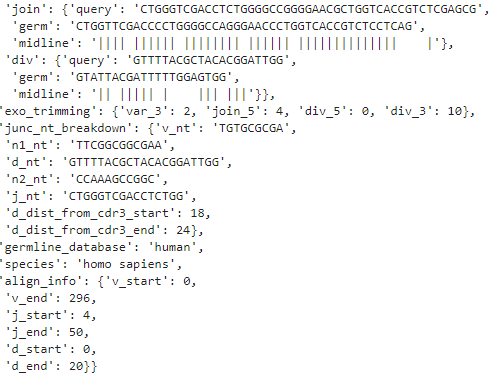 'join': {'query': 'CTGGGTCGACCTCTGGGGCCGGGGAACGCTGGTCACCGTCTCGAGCG',
'germ': 'CTGGTTCGACCCCTGGGGCCAGGGAACCCTGGTCACCGTCTCCTCAG',
'midline': '|||| |||||| |||||||| |||||| ||||||||||||||    |'},
'div': {'query': 'GTTTTACGCTACACGGATTGG',
'germ': 'GTATTACGATTTTTGGAGTGG',
'midline': '|| ||||| |    ||| |||'}},
'exo_trimming': {'var_3': 2, 'join_5': 4, 'div_5': 0, 'div_3': 10},
'junc_nt_breakdown': {'v_nt': 'TGTGCGCGA',
'n1_nt': 'TTCGGCGGCGAA',
'd_nt': 'GTTTTACGCTACACGGATTGG',
'n2_nt': 'CCAAAGCCGGC',
'j_nt': 'CTGGGTCGACCTCTGG',
'd_dist_from_cdr3_start': 18,
'd_dist_from_cdr3_end': 24},
'germline_database': 'human',
'species': 'homo sapiens',
'align_info': {'v_start': 0,
'v_end': 296,
'j_start': 4,
'j_end': 50,
'd_start': 0,
'd_end': 20}}